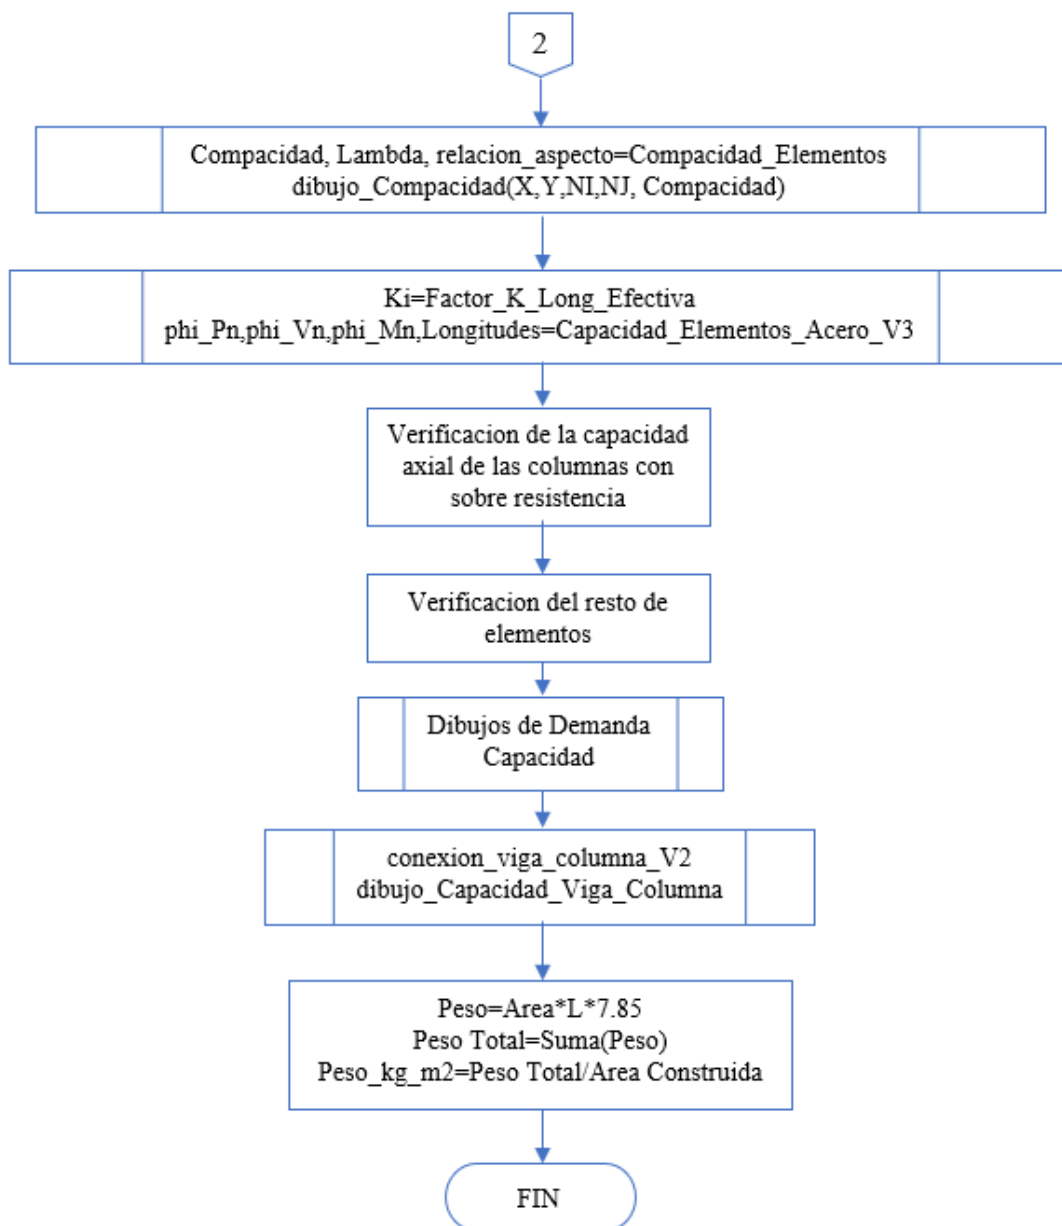 2
Compacidad, Lambda, relacion_aspecto=Compacidad_Elementos
dibujo_Compacidad(X,Y,NI,NJ, Compacidad)
Ki=Factor_K_Long_Efectiva
phi_Pn,phi_Vn,phi_Mn,Longitudes=Capacidad_Elementos_Acero_V3
Verificacion de la capacidad
axial de las columnas con
sobre resistencia
Verificacion del resto de
elementos
Dibujos de Demanda
Capacidad
conexion_viga_columna_V2
dibujo_Capacidad_Viga_Columna
Peso=Area*L*7.85
Peso Total=Suma(Peso)
Peso_kg_m2=Peso Total/Area Construida
FIN